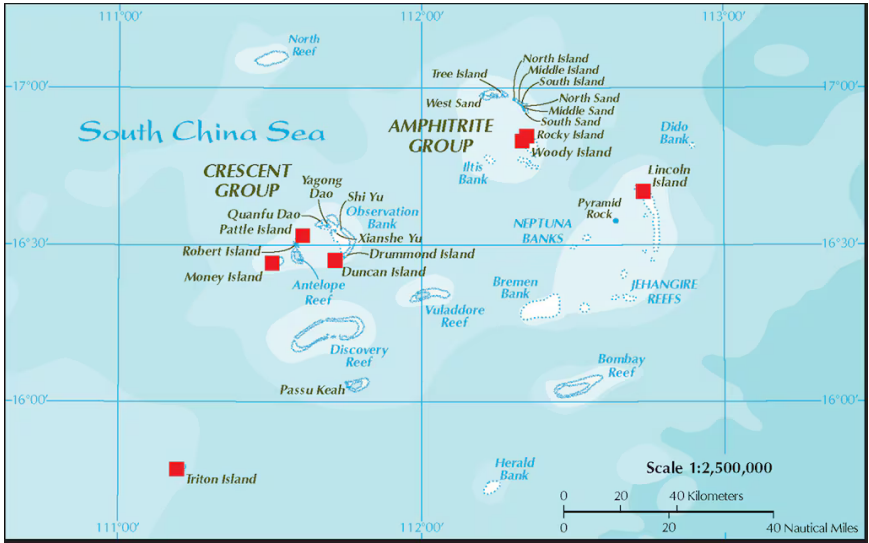 111°00'
112°00'
113°00'
North
Reef
North Island
Middle Island
South Island
Tree Island
17°00'
17°00'
West Sand
North Sand
Middle Sand
South Sand
South China Sea
AMPHITRITE
GROUP
Rocky Island
Woody Island
Dido
Bank
Iltis
Bank
Lincoln
Island
CRESCENT
GROUP
Yagong
Dao
Shi Yu
Quanfu Dao
Observation
Bank
Pattle Island
Xianshe Yu
Pyramid
Rock
NEPTUNA
BANKS
16°30'
16°30'
Robert Island
Drummond Island
Money Island
Duncan Island
Antelope
Reef
Bremen
Bank
JEHANGIRE
REEFS
Vuladdore
Reef
Discovery
Reef
Bombay
Reef
Passu Keah
16°00'
16°00'
Triton Island
Herald
Bank
Scale 1:2,500,000
0 20 40 Kilometers
0 20 40 Nautical Miles
111°00'
112°00'